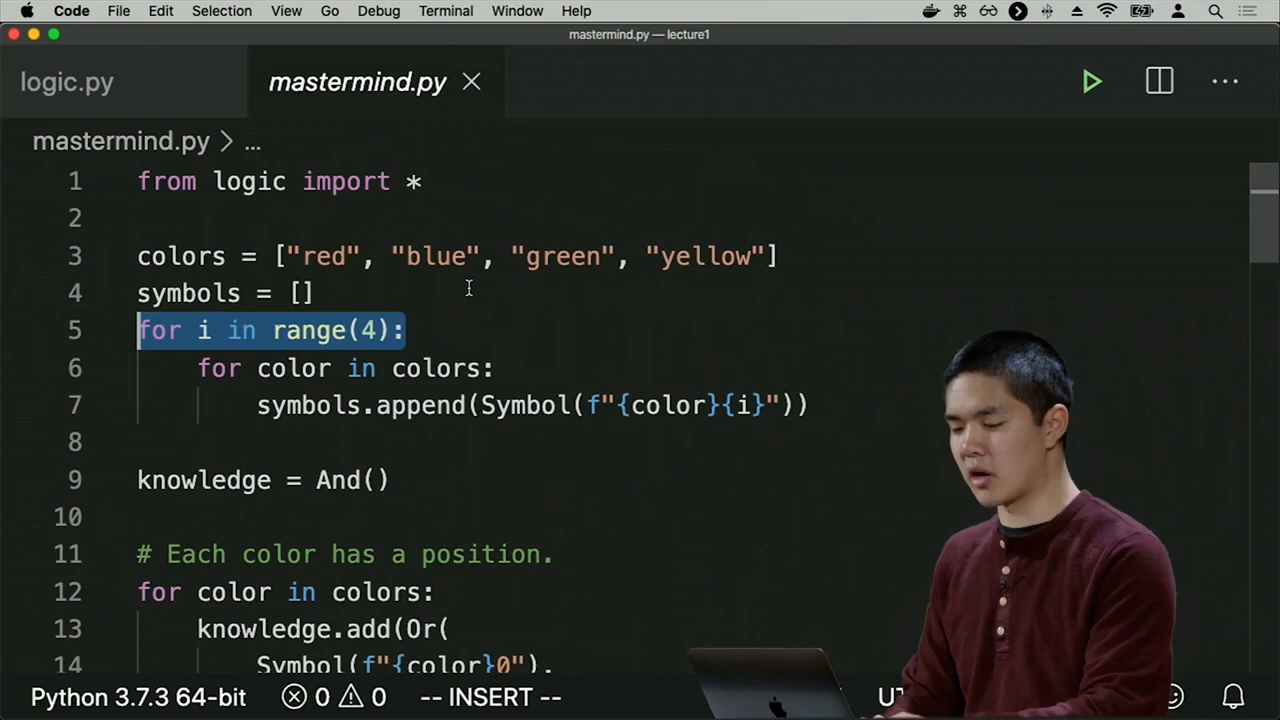 Code File Edit Selection View Go Debug Terminal Window Help
mastermind.py — lecture1
logic.py mastermind.py
mastermind.py > ...
1 from logic import *
2
3 colors = ["red", "blue", "green", "yellow"]
4 symbols = []
5 for i in range(4):
6 for color in colors:
7 symbols.append(Symbol(f"{color}{i}"))
8
9 knowledge = And()
10
11 # Each color has a position.
12 for color in colors:
13 knowledge.add(Or(
14 Symbol(f"{color}0"),
Python 3.7.3 64-bit 0 0 -- INSERT --